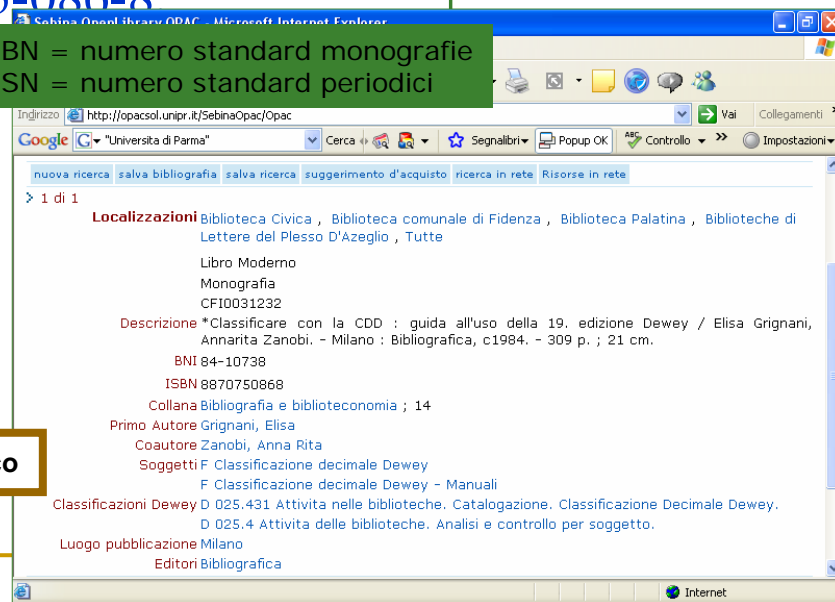 -086-8
Sebina OpenLibrary OPAC - Microsoft Internet Explorer
BN = numero standard monografie
SN = numero standard periodici
Indirizzo http://opacsol.unipr.it/SebinaOpac/Opac Vai Collegamenti
Google G "Universita di Parma" Cerca Segnalibri Popup OK Controllo Impostazioni
nuova ricerca salva bibliografia salva ricerca suggerimento d'acquisto ricerca in rete Risorse in rete
> 1 di 1
Localizzazioni Biblioteca Civica , Biblioteca comunale di Fidenza , Biblioteca Palatina , Biblioteche di
Lettere del Plesso D'Azeglio , Tutte
Libro Moderno
Monografia
CFI0031232
Descrizione *Classificare con la CDD : guida all'uso della 19. edizione Dewey / Elisa Grignani,
Annarita Zanobi. - Milano : Bibliografica, c1984. - 309 p. ; 21 cm.
BNI 84-10738
ISBN 8870750868
Collana Bibliografia e biblioteconomia ; 14
Primo Autore Grignani, Elisa
Coautore Zanobi, Anna Rita
Soggetti F Classificazione decimale Dewey
F Classificazione decimale Dewey - Manuali
Classificazioni Dewey D 025.431 Attivita nelle biblioteche. Catalogazione. Classificazione Decimale Dewey.
D 025.4 Attivita delle biblioteche. Analisi e controllo per soggetto.
Luogo pubblicazione Milano
Editori Bibliografica
Internet